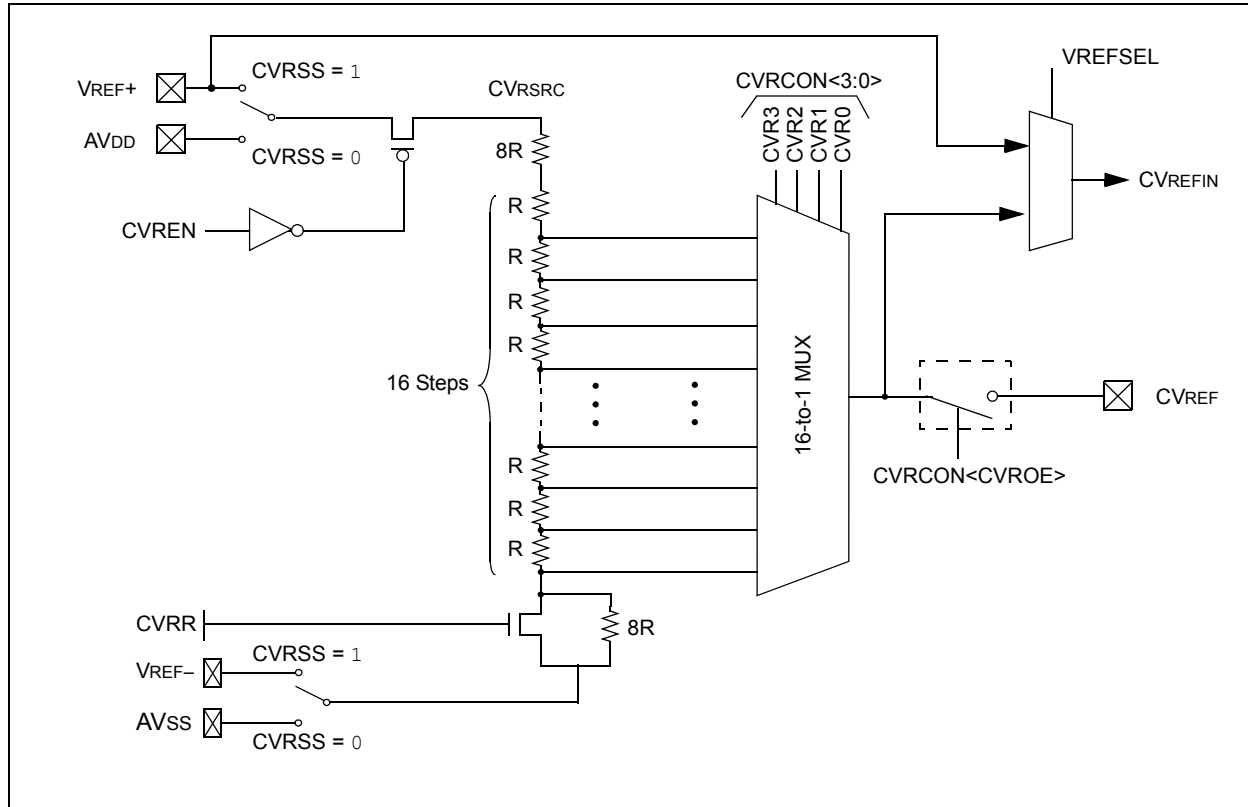 VREF+
CVRSS = 1
AVDD
CVRSS = 0
CVREN
CVRSRC
8R
R
R
R
R
16 Steps
R
R
R
CVRCON<3:0>
CVR3
CVR2
CVR1
CVR0
16-to-1 MUX
VREFSEL
CVREFIN
CVREF
CVRCON<CVROE>
CVRR
8R
VREF–
CVRSS = 1
AVSS
CVRSS = 0